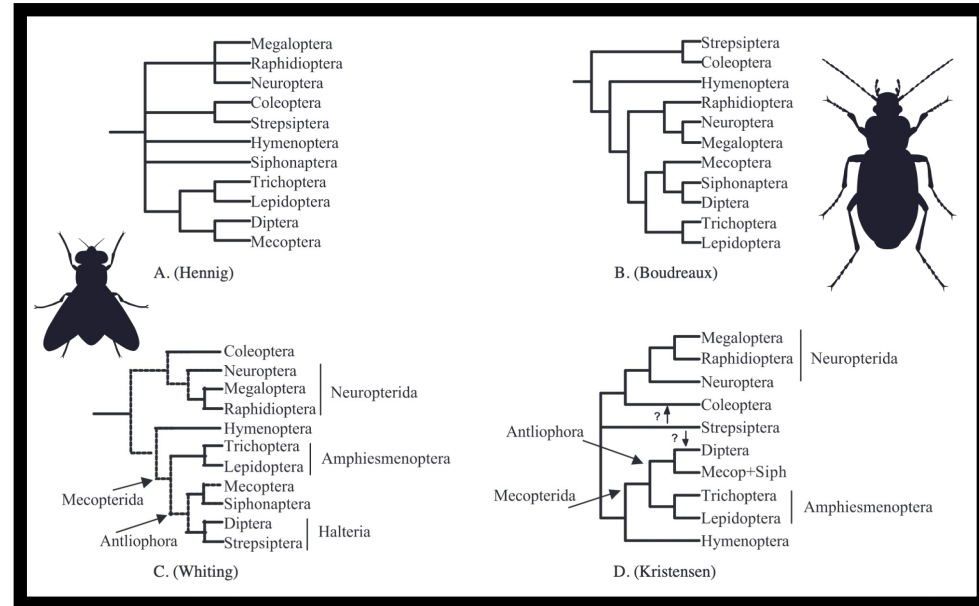 Megaloptera
Raphidioptera
Neuroptera
Coleoptera
Strepsiptera
Hymenoptera
Siphonaptera
Trichoptera
Lepidoptera
Diptera
Mecoptera
A. (Hennig)
Strepsiptera
Coleoptera
Hymenoptera
Raphidioptera
Neuroptera
Megaloptera
Mecoptera
Siphonaptera
Diptera
Trichoptera
Lepidoptera
B. (Boudreaux)
Coleoptera
Neuroptera
Megaloptera
Raphidioptera
Neuropterida
Hymenoptera
Trichoptera
Lepidoptera
Amphiesmenoptera
Mecoptera
Siphonaptera
Diptera
Strepsiptera
Halteria
Mecopterida
Antliophora
C. (Whiting)
Megaloptera
Raphidioptera
Neuropterida
Neuroptera
Coleoptera
?
Strepsiptera
?
Antliophora
Diptera
Mecop+Siph
Mecopterida
Trichoptera
Lepidoptera
Amphiesmenoptera
Hymenoptera
D. (Kristensen)